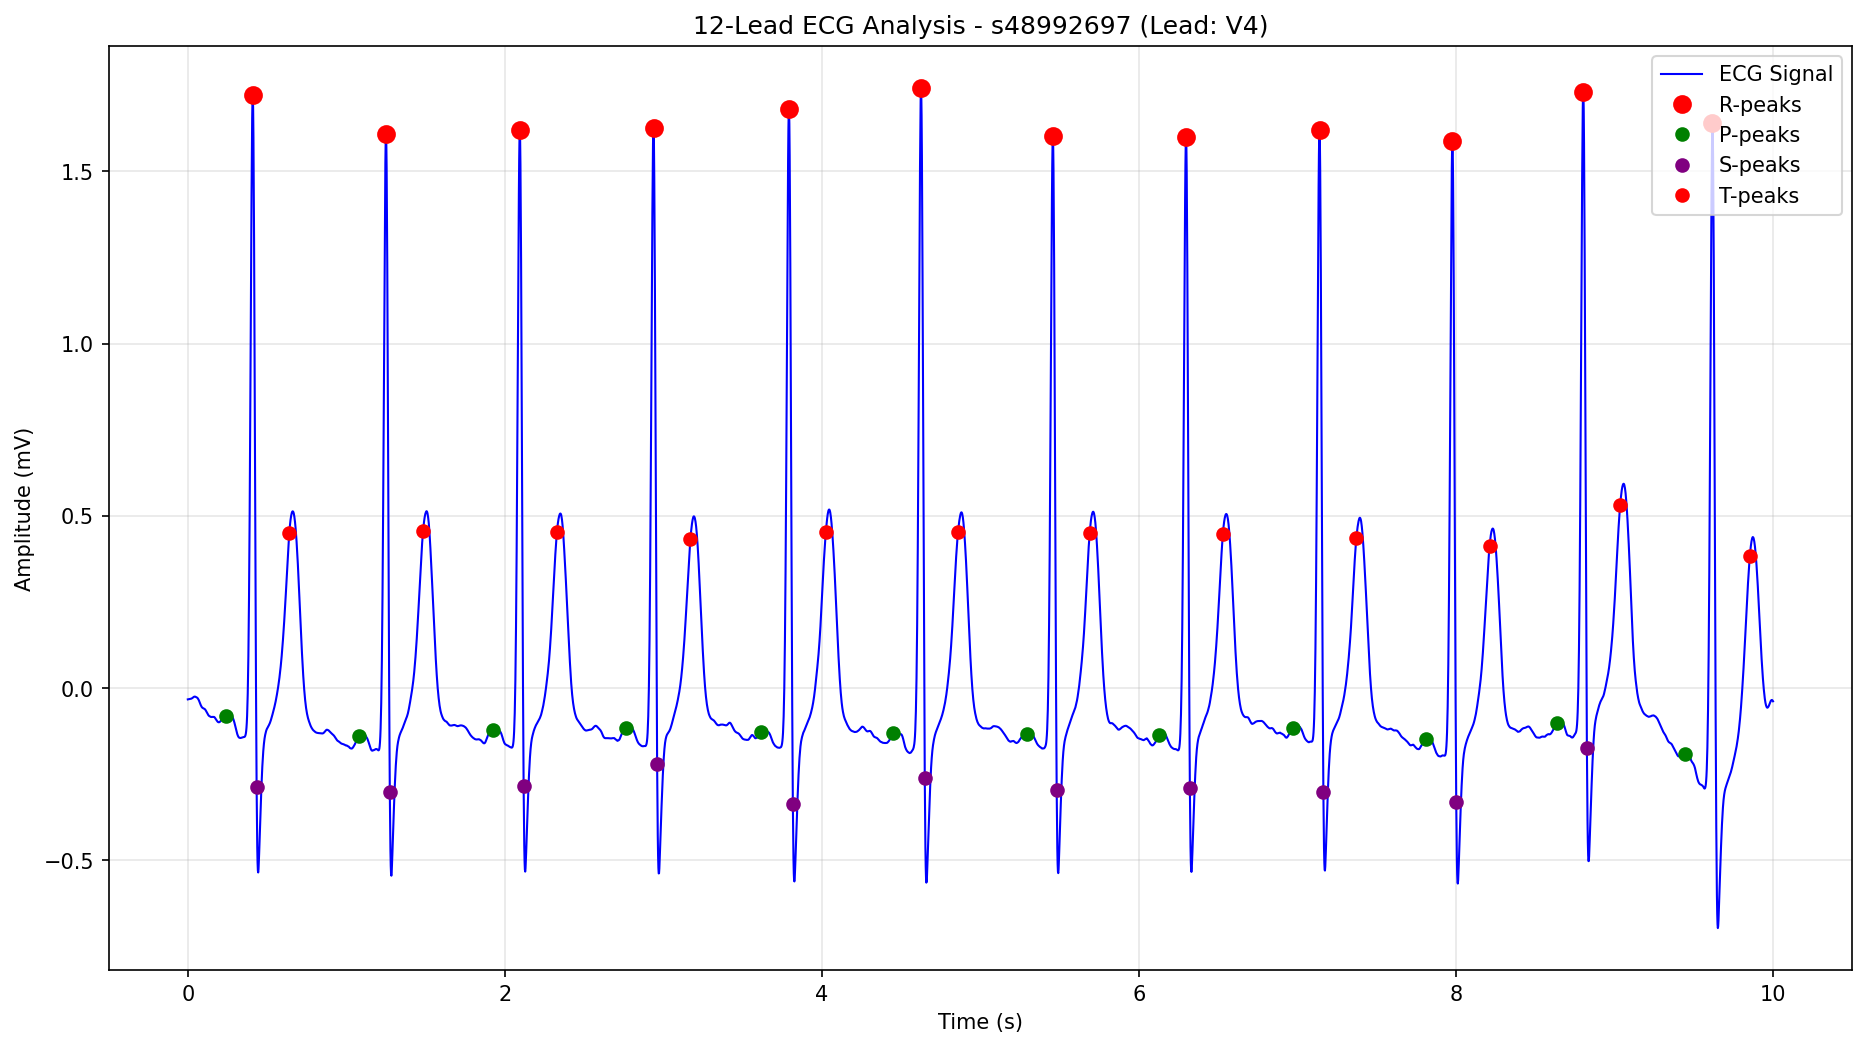 12-Lead ECG Analysis - s48992697 (Lead: V4)
ECG Signal
R-peaks
P-peaks
S-peaks
T-peaks
Amplitude (mV)
1.5
1.0
0.5
0.0
−0.5
0 2 4 6 8 10
Time (s)